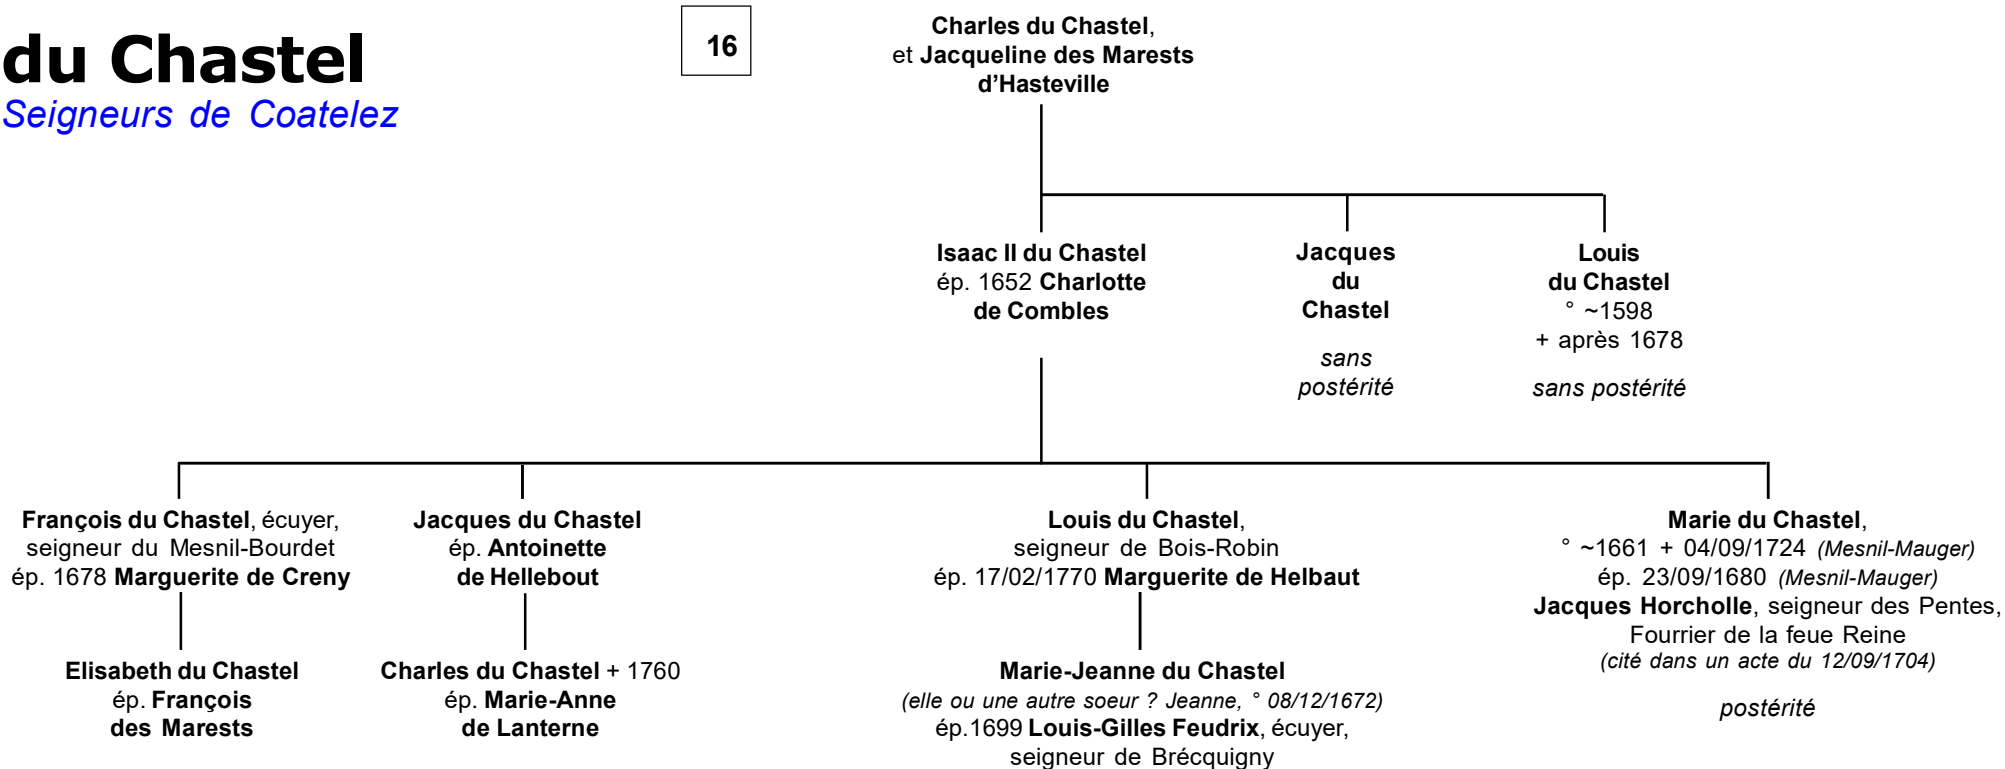 du Chastel
Seigneurs de Coatelez
16
Charles du Chastel,
et Jacqueline des Marests
d'Hasteville
Isaac II du Chastel
ép. 1652 Charlotte
de Combles
Jacques
du
Chastel
sans
postérité
Louis
du Chastel
° ~1598
+ après 1678
sans postérité
François du Chastel, écuyer,
seigneur du Mesnil-Bourdet
ép. 1678 Marguerite de Creny
Jacques du Chastel
ép. Antoinette
de Hellebout
Louis du Chastel,
seigneur de Bois-Robin
ép. 17/02/1770 Marguerite de Helbaut
Marie du Chastel,
° ~1661 + 04/09/1724 (Mesnil-Mauger)
ép. 23/09/1680 (Mesnil-Mauger)
Jacques Horcholle, seigneur des Pentes,
Fourrier de la feue Reine
(cité dans un acte du 12/09/1704)
postérité
Elisabeth du Chastel
ép. François
des Marests
Charles du Chastel + 1760
ép. Marie-Anne
de Lanterne
Marie-Jeanne du Chastel
(elle ou une autre soeur ? Jeanne, ° 08/12/1672)
ép.1699 Louis-Gilles Feudrix, écuyer,
seigneur de Brécquigny